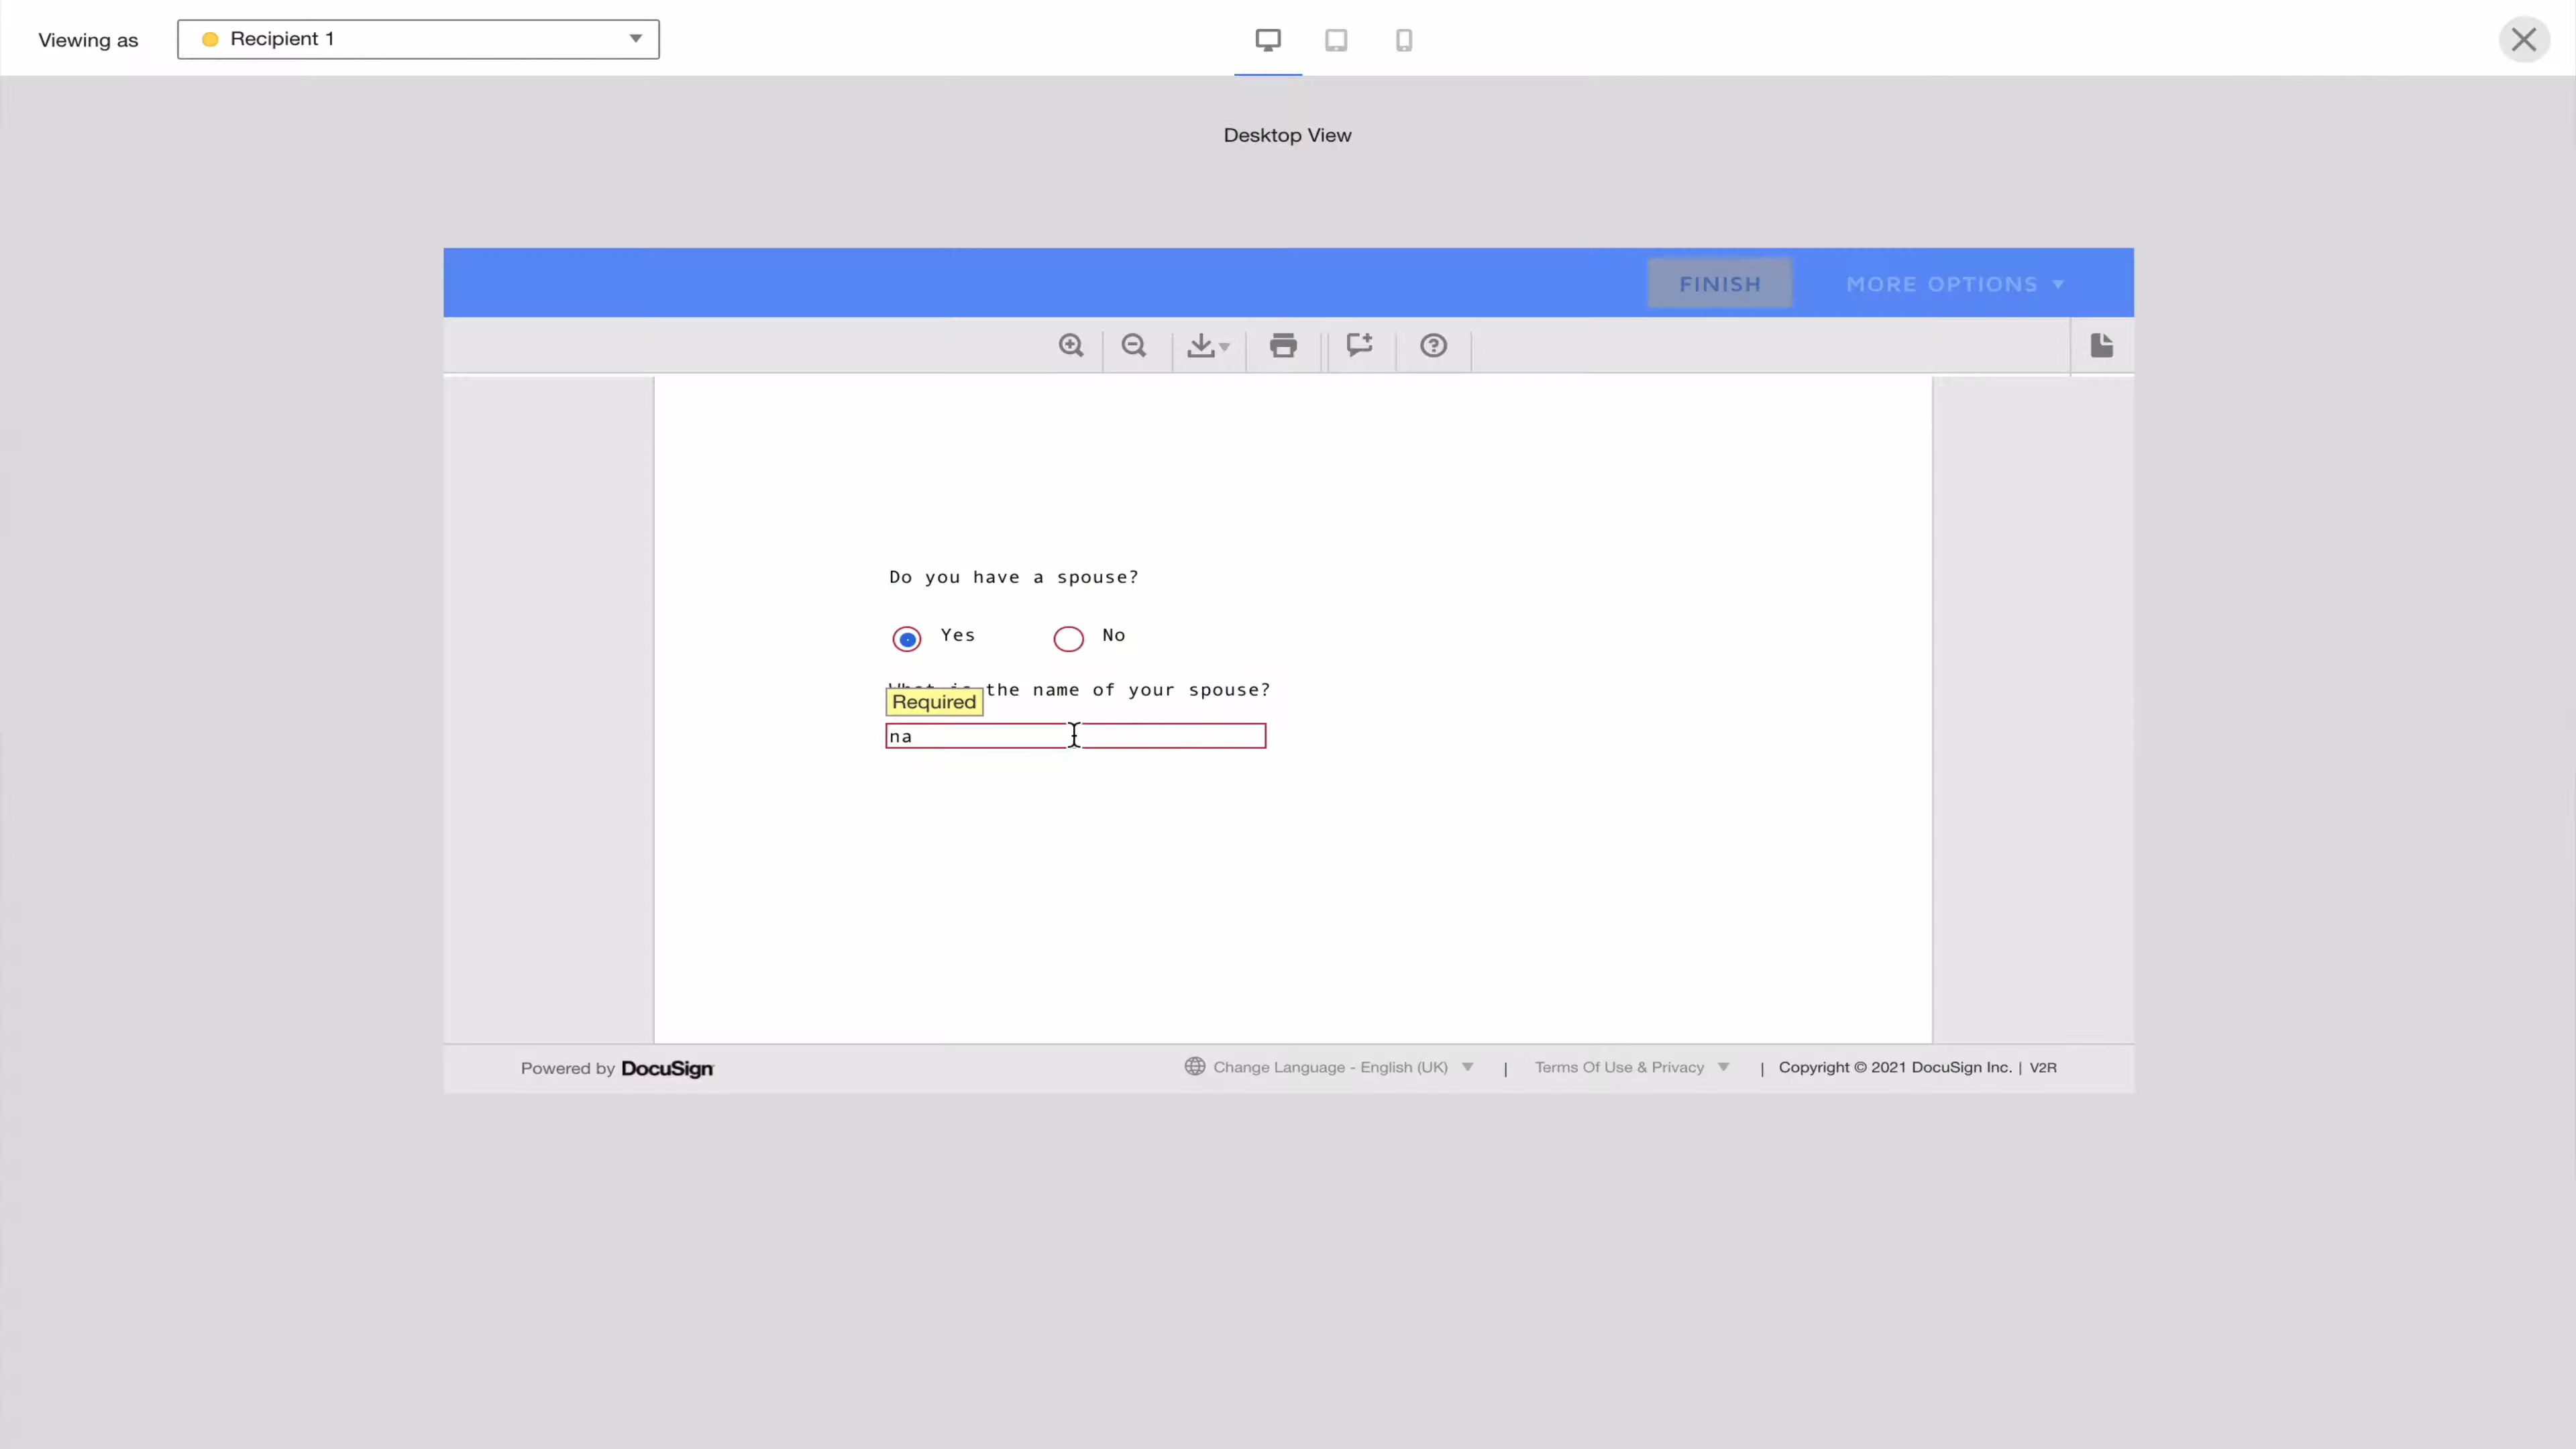 Viewing as
Recipient 1
Desktop View
FINISH
MORE OPTIONS
Do you have a spouse?
Yes
No
the name of your spouse?
Required
na
Powered by DocuSign
Change Language - English (UK) | Terms Of Use & Privacy | Copyright © 2021 DocuSign Inc. | V2R